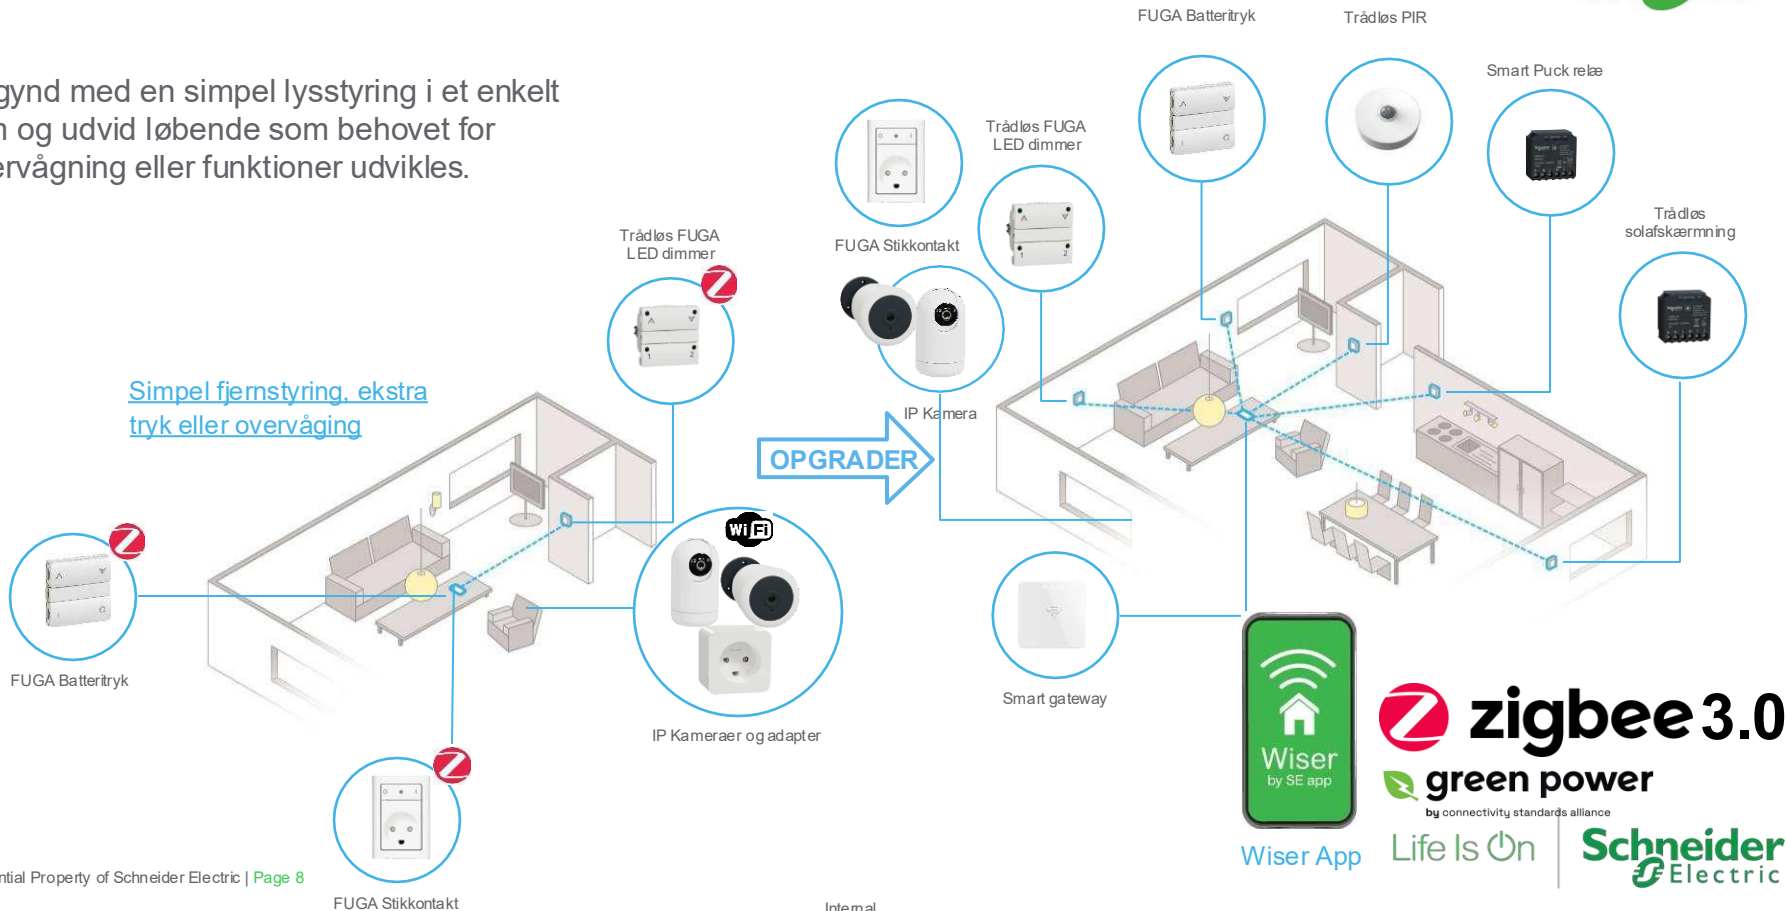 gynd med en simpel lysstyring i et enkelt
og udvid løbende som behovet for
ervågning eller funktioner udvikles.
Simpel fjernstyring, ekstra
tryk eller overvåging
Trådløs FUGA
LED dimmer
FUGA Batteritryk
WiFi
IP Kameraer og adapter
FUGA Stikkontakt
OPGRADER
FUGA Batteritryk
Trådløs PIR
Smart Puck relæ
Trådløs FUGA
LED dimmer
FUGA Stikkontakt
Trådløs
solafskærmning
IP Kamera
Smart gateway
Wiser
by SE app
Wiser App
zigbee 3.0
green power
by connectivity standards alliance
Life Is On
Schneider
Electric
ntial Property of Schneider Electric | Page 8
Internal